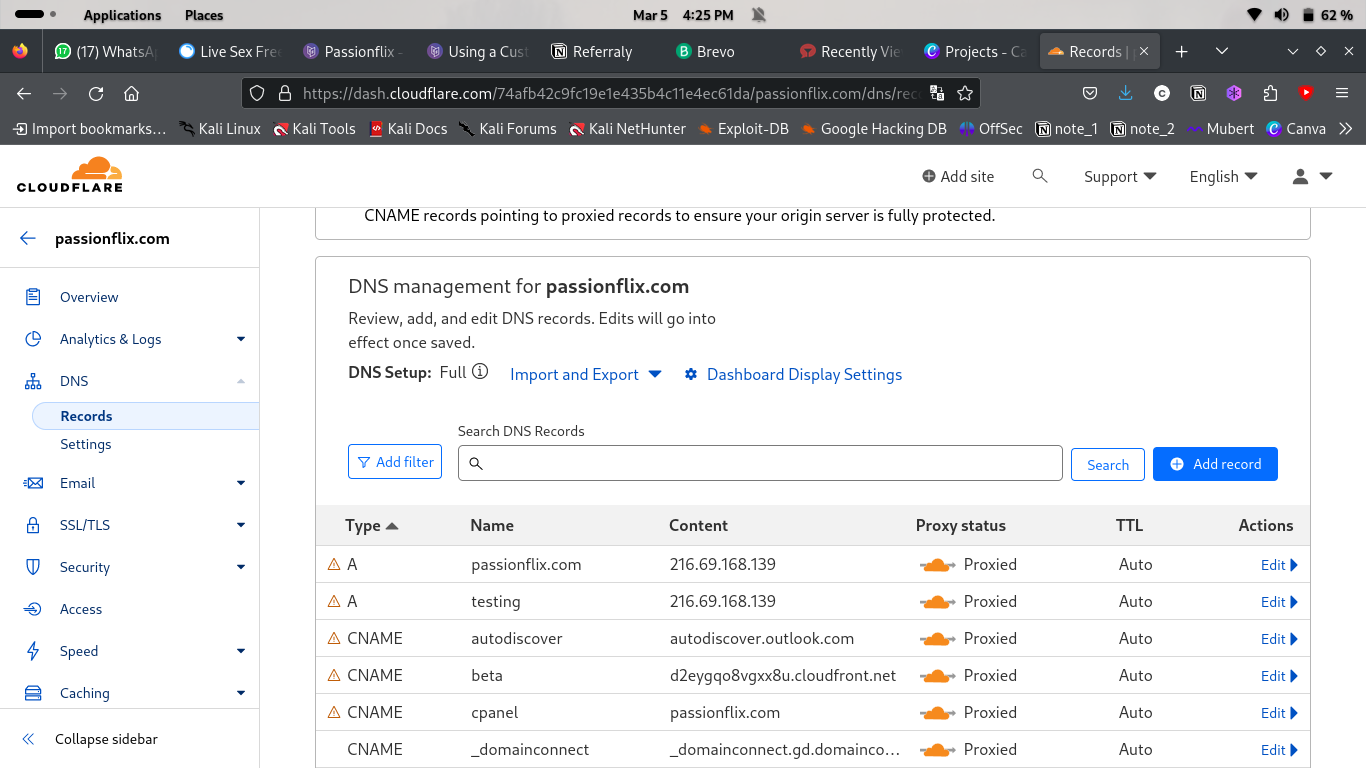 Applications Places Mar 5 4:25 PM 62 %
(17) WhatsA Live Sex Free Passionflix - Using a Cust Referraly Brevo Recently Vie Projects - Ca Records |
https://dash.cloudflare.com/74afb42c9fc19e1e435b4c11e4ec61da/passionflix.com/dns/reco
Import bookmarks... Kali Linux Kali Tools Kali Docs Kali Forums Kali NetHunter Exploit-DB Google Hacking DB OffSec note_1 note_2 Mubert Canva
CLOUDFLARE
Add site Support English
passionflix.com
Overview
Analytics & Logs
DNS
Records
Settings
Email
SSL/TLS
Security
Access
Speed
Caching
Collapse sidebar
CNAME records pointing to proxied records to ensure your origin server is fully protected.
DNS management for passionflix.com
Review, add, and edit DNS records. Edits will go into
effect once saved.
DNS Setup: Full Import and Export Dashboard Display Settings
Search DNS Records
Add filter Search Add record
Type Name Content Proxy status TTL Actions
A passionflix.com 216.69.168.139 Proxied Auto Edit
A testing 216.69.168.139 Proxied Auto Edit
CNAME autodiscover autodiscover.outlook.com Proxied Auto Edit
CNAME beta d2eygqo8vgxx8u.cloudfront.net Proxied Auto Edit
CNAME cpanel passionflix.com Proxied Auto Edit
CNAME _domainconnect _domainconnect.gd.domainco... Proxied Auto Edit